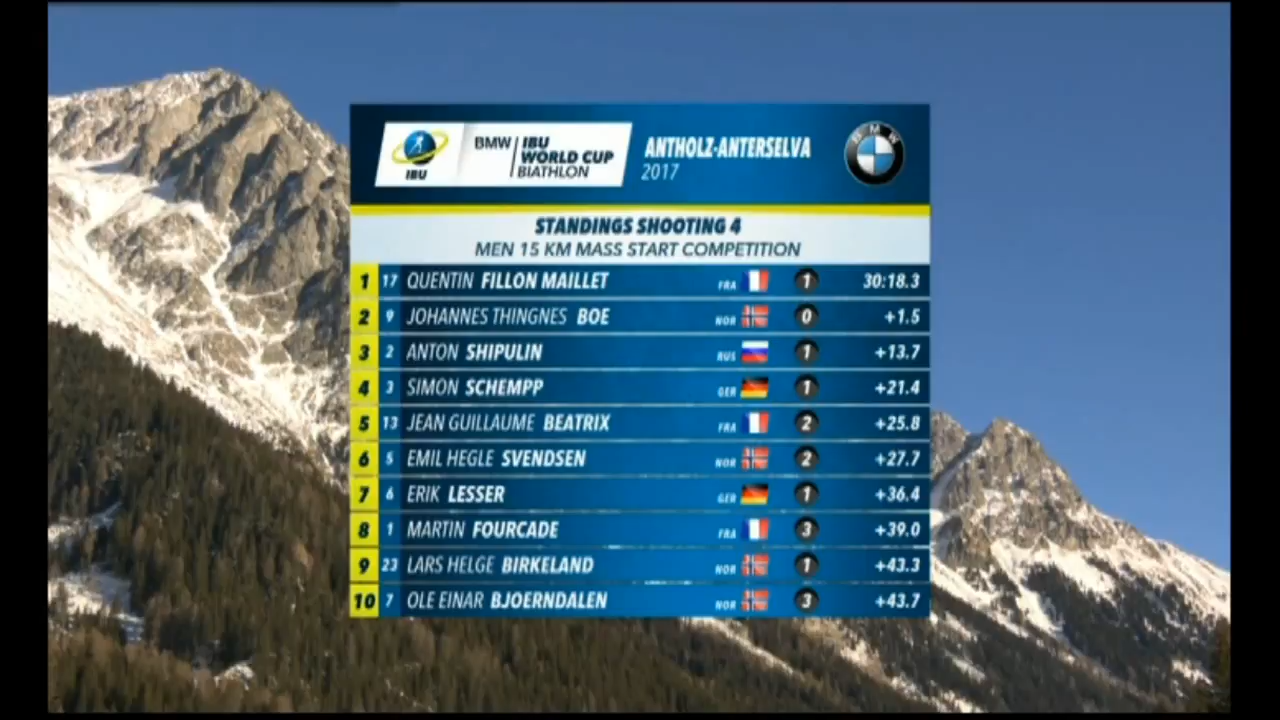 IBU
BMW IBU WORLD CUP BIATHLON
ANTHOLZ-ANTERSELVA
2017
BMW
STANDINGS SHOOTING 4
MEN 15 KM MASS START COMPETITION
1 17 QUENTIN FILLON MAILLET FRA 1 30:18.3
2 9 JOHANNES THINGNES BOE NOR 0 +1.5
3 2 ANTON SHIPULIN RUS 1 +13.7
4 3 SIMON SCHEMPP GER 1 +21.4
5 13 JEAN GUILLAUME BEATRIX FRA 2 +25.8
6 5 EMIL HEGLE SVENDSEN NOR 2 +27.7
7 6 ERIK LESSER GER 1 +36.4
8 1 MARTIN FOURCADE FRA 3 +39.0
9 23 LARS HELGE BIRKELAND NOR 1 +43.3
10 7 OLE EINAR BJOERNDALEN NOR 3 +43.7